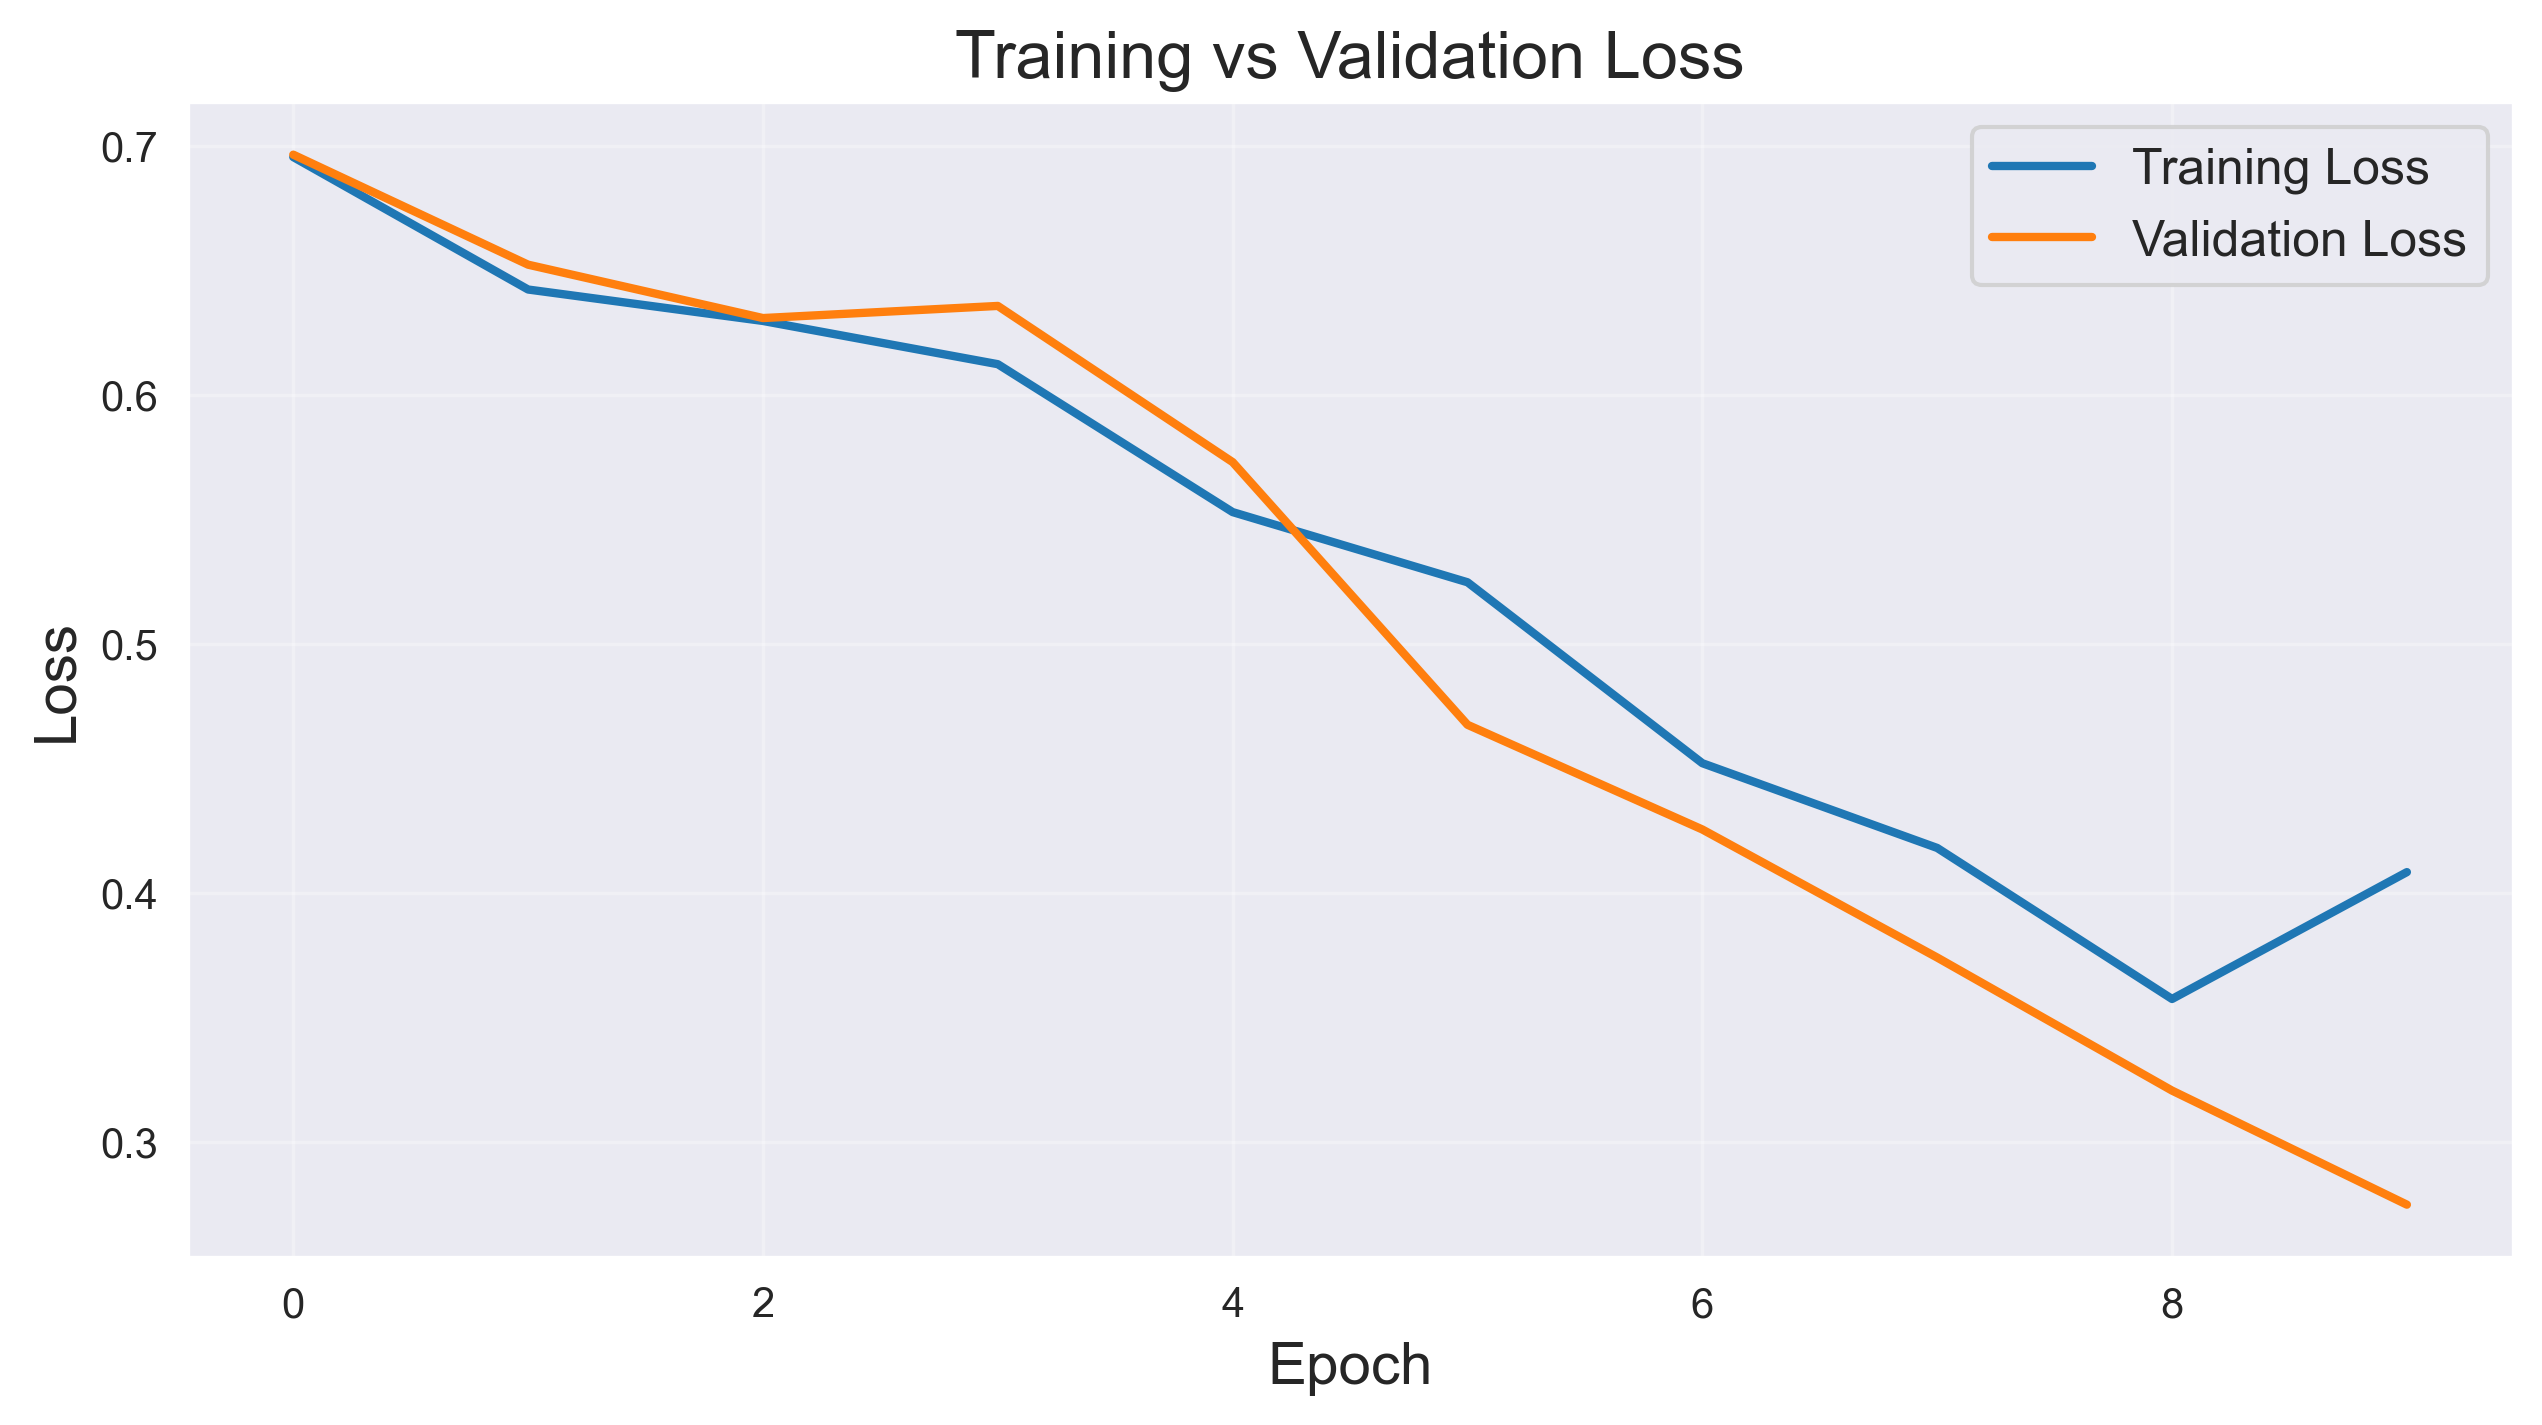 Training vs Validation Loss
Training Loss
Validation Loss
0.7
0.6
0.5
0.4
0.3
Loss
0 2 4 6 8
Epoch